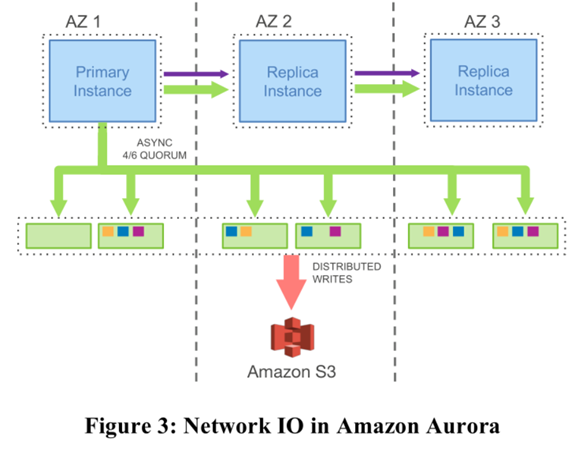 AZ 1
AZ 2
AZ 3
Primary
Instance
Replica
Instance
Replica
Instance
ASYNC
4/6 QUORUM
DISTRIBUTED
WRITES
Amazon S3
Figure 3: Network IO in Amazon Aurora